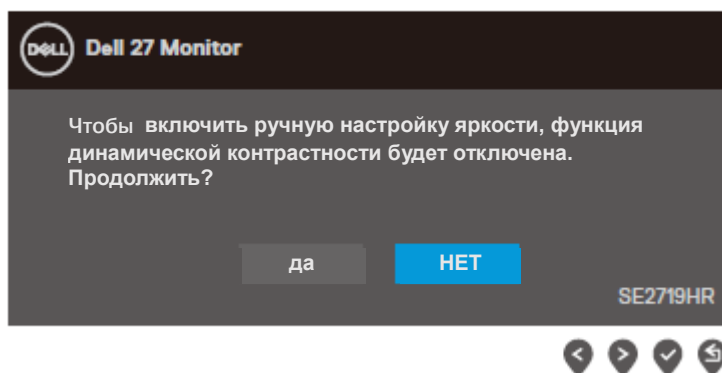 DELL Dell 27 Monitor
Чтобы включить ручную настройку яркости, функция
динамической контрастности будет отключена.
Продолжить?
да НЕТ
SE2719HR